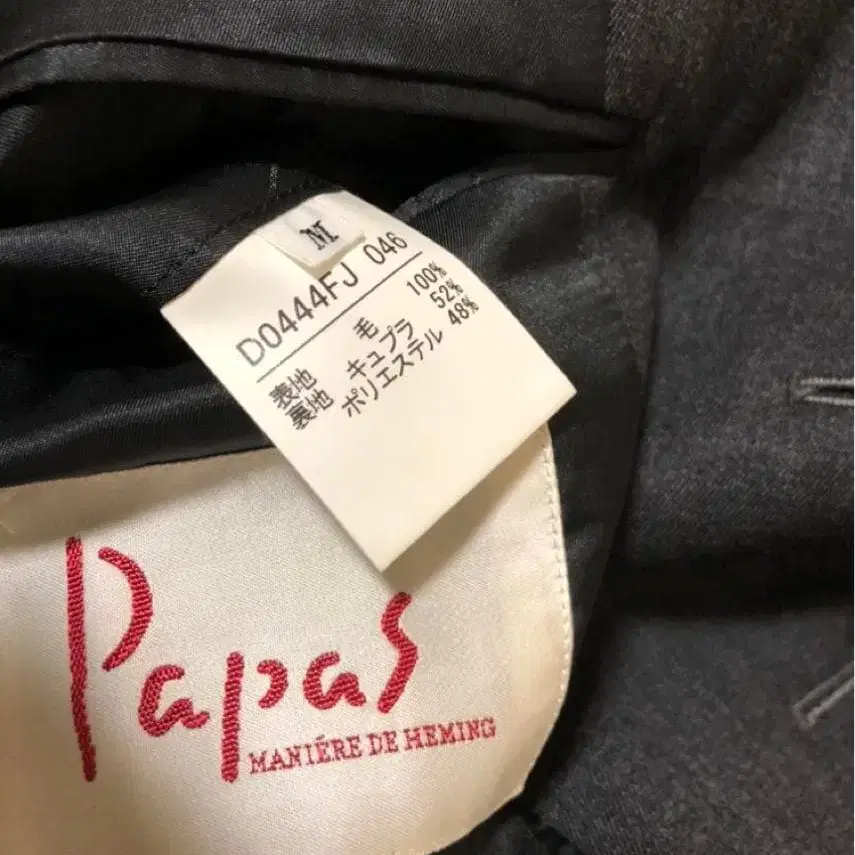 M
D0444FJ 046
表地 毛 100%
裏地 キュプラ 52%
ポリエステル 48%
Papas
MANIÉRE DE HEMING